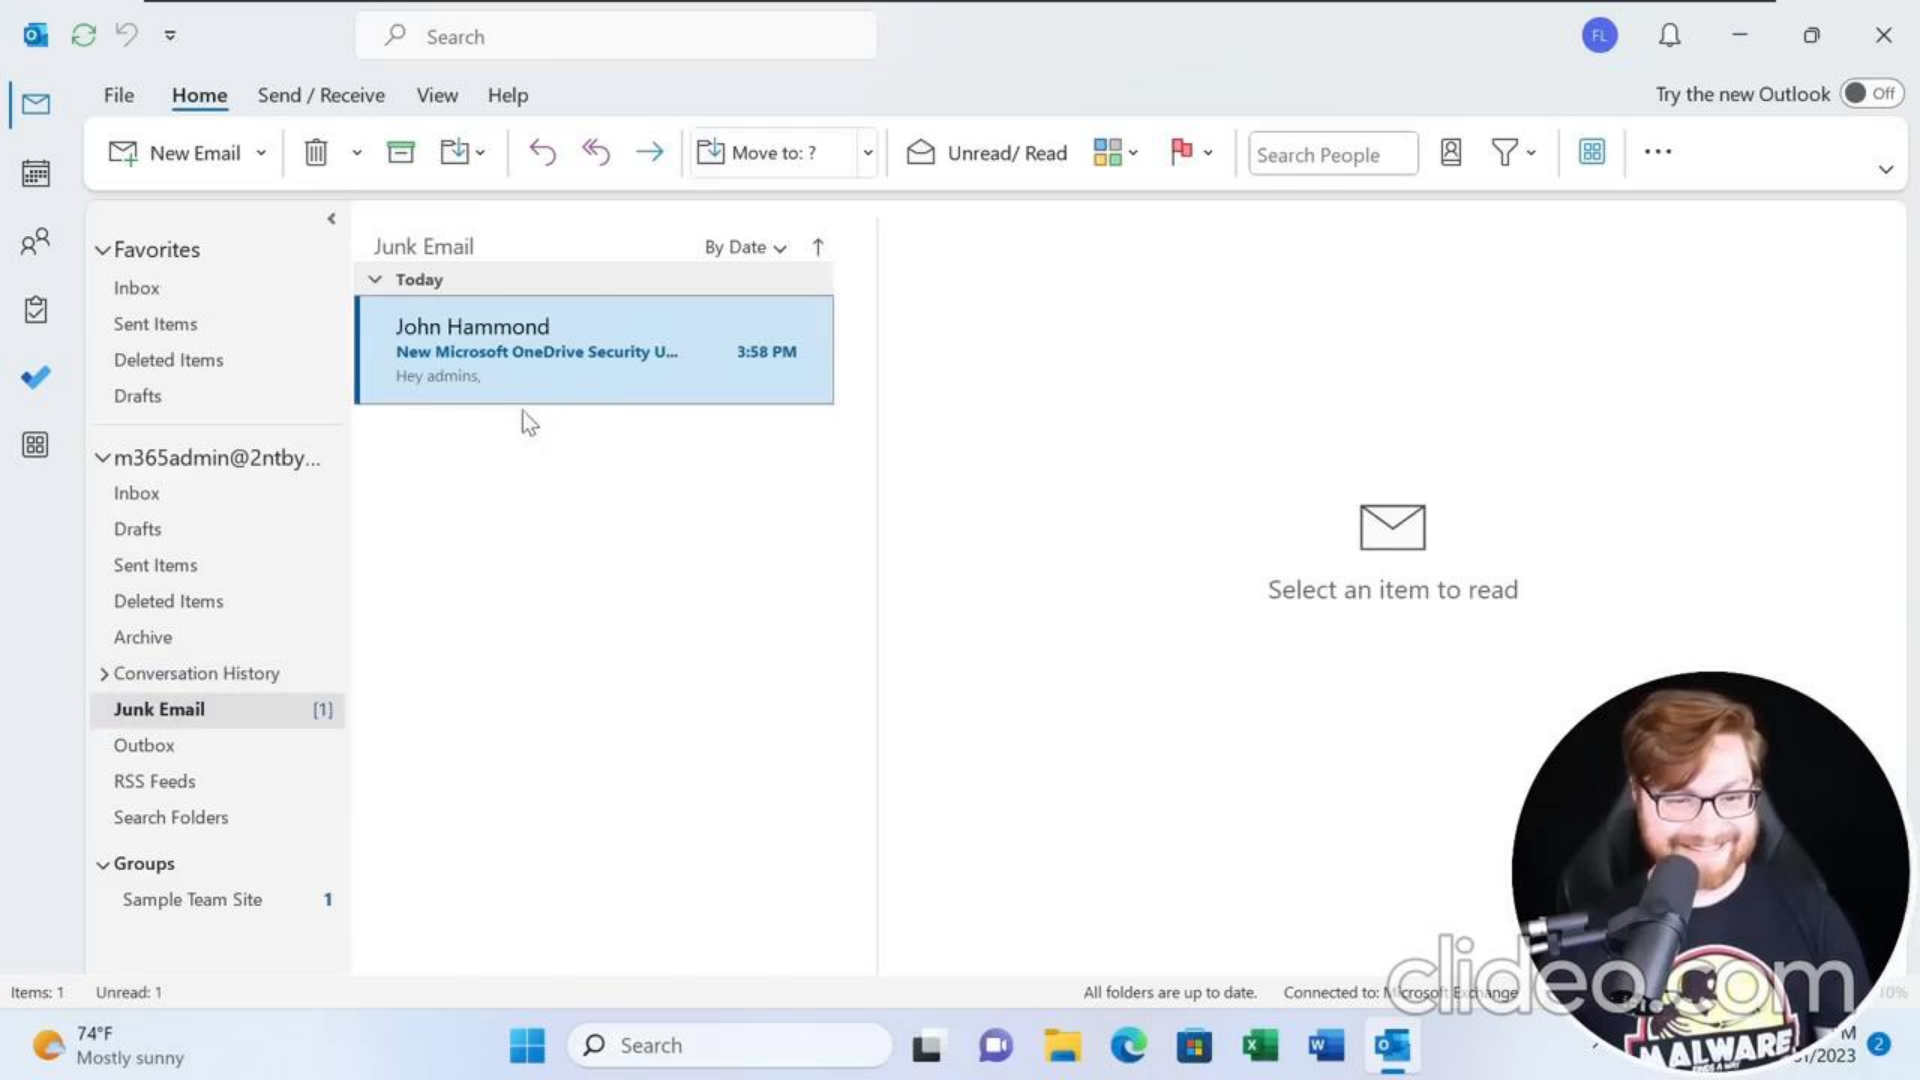 Search
FL
File Home Send / Receive View Help
Try the new Outlook Off
New Email
Move to: ?
Unread/ Read
Search People
...
Favorites
Inbox
Sent Items
Deleted Items
Drafts
m365admin@2ntby...
Inbox
Drafts
Sent Items
Deleted Items
Archive
Conversation History
Junk Email [1]
Outbox
RSS Feeds
Search Folders
Groups
Sample Team Site 1
Junk Email By Date
Today
John Hammond
New Microsoft OneDrive Security U... 3:58 PM
Hey admins,
Select an item to read
Items: 1 Unread: 1
All folders are up to date. Connected to: Microsoft Exchange
10%
clideo.com
74°F
Mostly sunny
Search
M
/2023
2
MALWARE